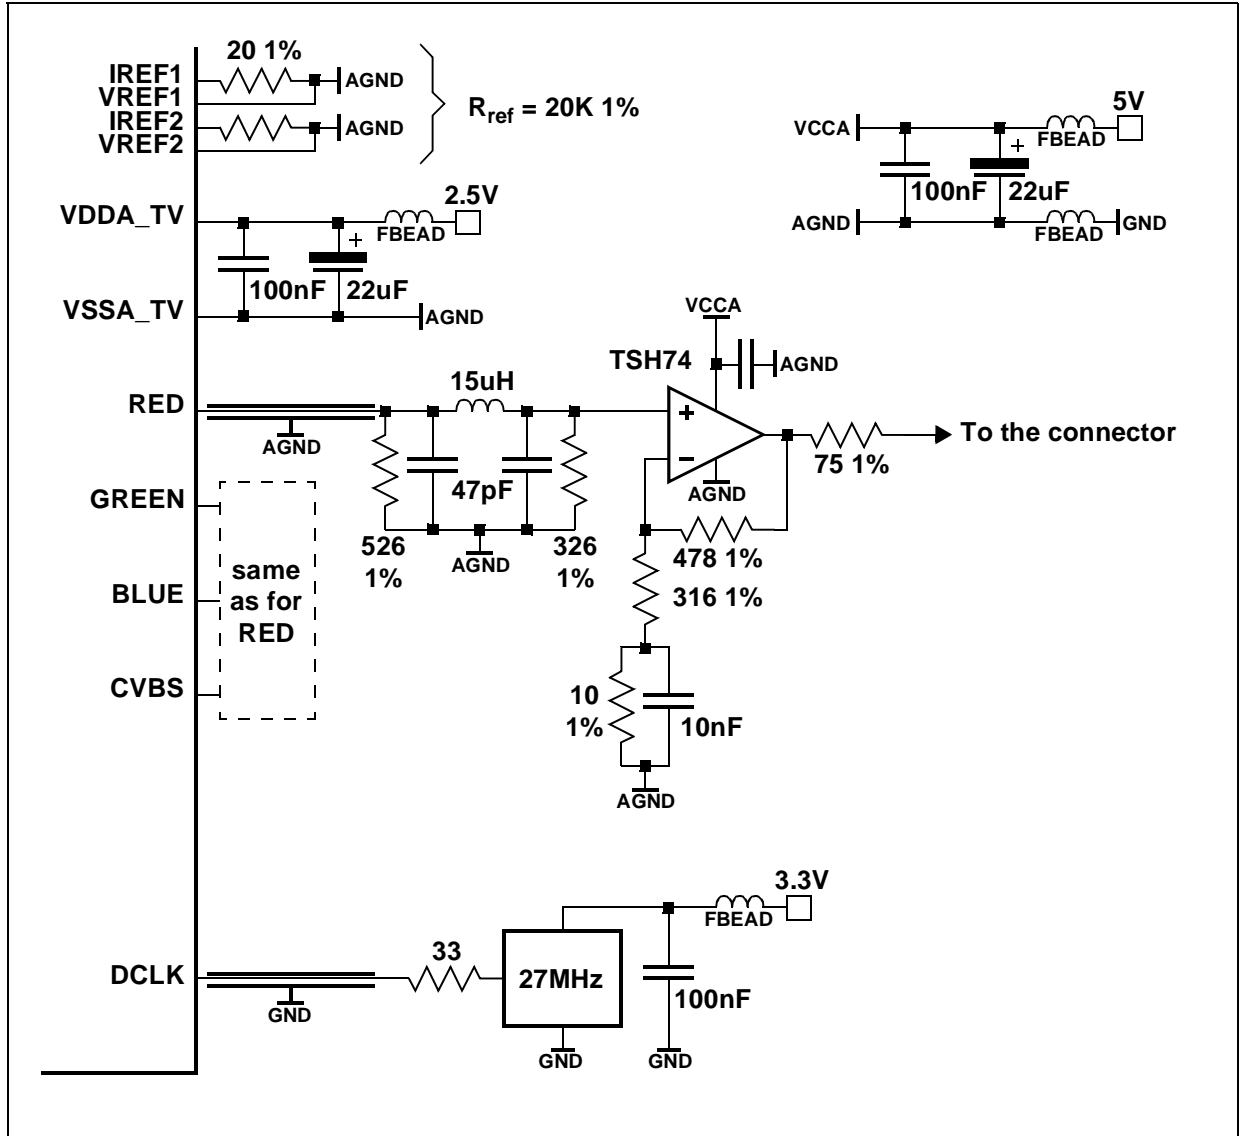 20 1%
IREF1
AGND
VREF1
IREF2
AGND
VREF2
Rref = 20K 1%
5V
VCCA
FBEAD
+
100nF
22uF
AGND
FBEAD
GND
VDDA_TV
2.5V
FBEAD
+
100nF
22uF
VSSA_TV
AGND
VCCA
TSH74
AGND
RED
15uH
AGND
+
−
AGND
To the connector
75 1%
47pF
526
1%
AGND
326
1%
478 1%
316 1%
10
1%
10nF
AGND
GREEN
BLUE
CVBS
same
as for
RED
3.3V
FBEAD
DCLK
GND
33
27MHz
100nF
GND
GND